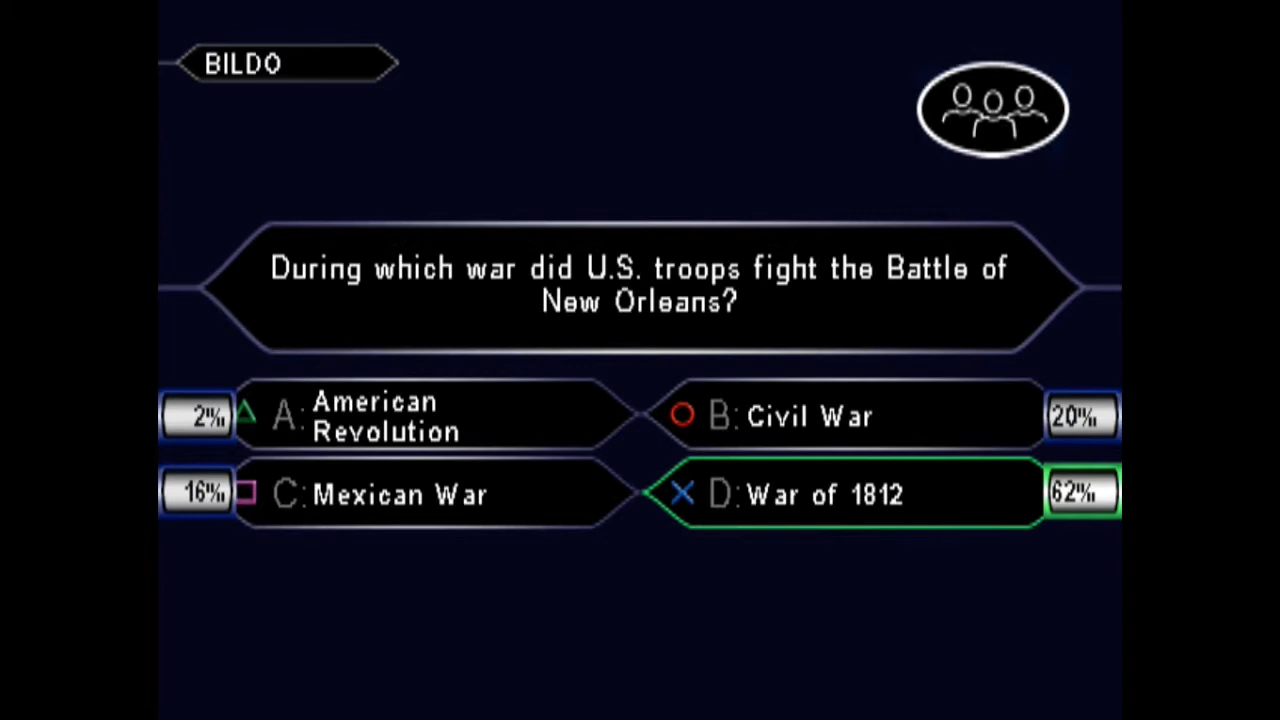 BILDO
During which war did U.S. troops fight the Battle of
New Orleans?
2% A: American
Revolution
B: Civil War 20%
16% C: Mexican War
D: War of 1812 62%